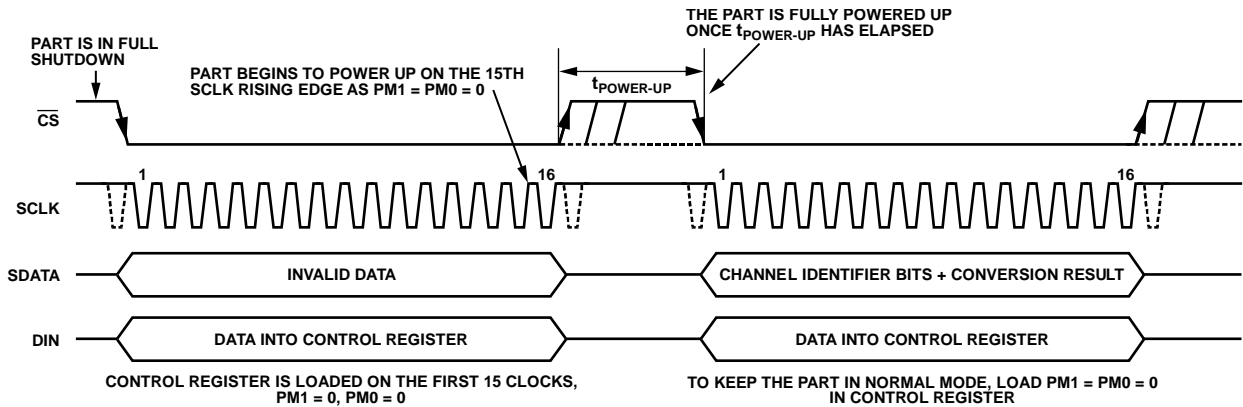 PART IS IN FULL
SHUTDOWN
PART BEGINS TO POWER UP ON THE 15TH
SCLK RISING EDGE AS PM1 = PM0 = 0
tPOWER-UP
THE PART IS FULLY POWERED UP
ONCE tPOWER-UP HAS ELAPSED
CS
SCLK
1
16
1
16
SDATA
INVALID DATA
CHANNEL IDENTIFIER BITS + CONVERSION RESULT
DIN
DATA INTO CONTROL REGISTER
DATA INTO CONTROL REGISTER
CONTROL REGISTER IS LOADED ON THE FIRST 15 CLOCKS,
PM1 = 0, PM0 = 0
TO KEEP THE PART IN NORMAL MODE, LOAD PM1 = PM0 = 0
IN CONTROL REGISTER